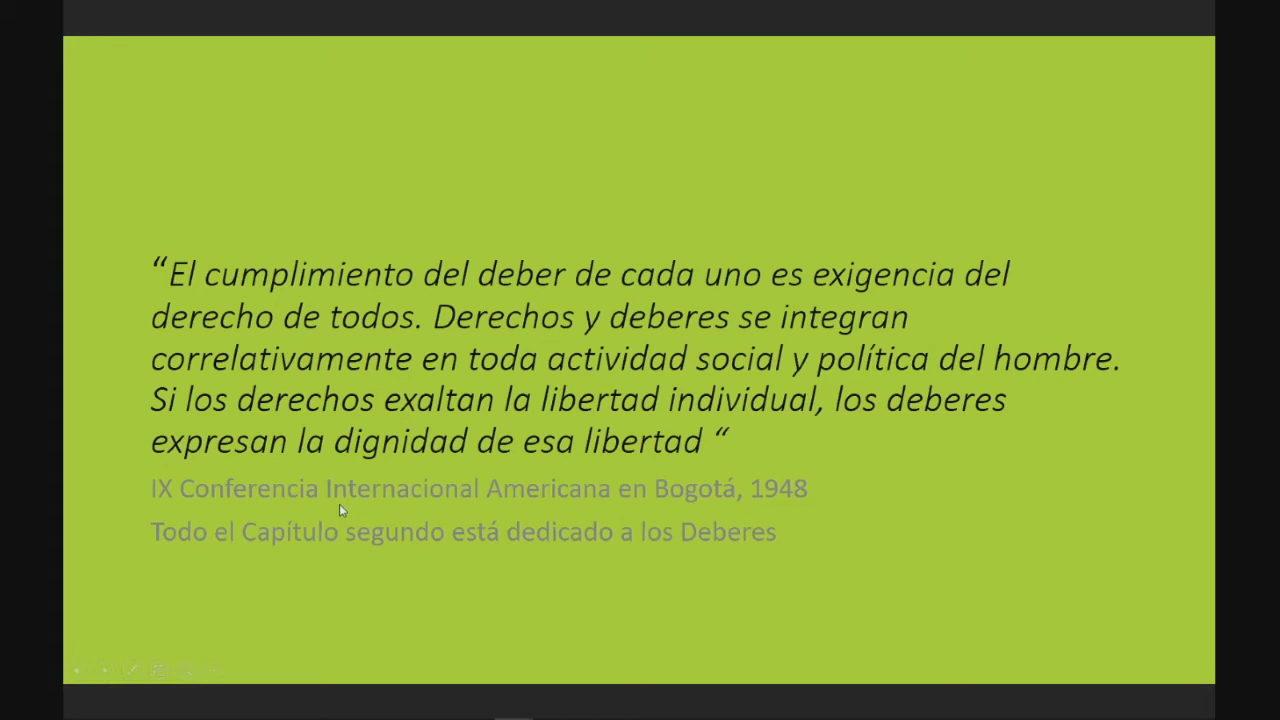 “El cumplimiento del deber de cada uno es exigencia del
derecho de todos. Derechos y deberes se integran
correlativamente en toda actividad social y política del hombre.
Si los derechos exaltan la libertad individual, los deberes
expresan la dignidad de esa libertad “
IX Conferencia Internacional Americana en Bogotá, 1948
Todo el Capítulo segundo está dedicado a los Deberes